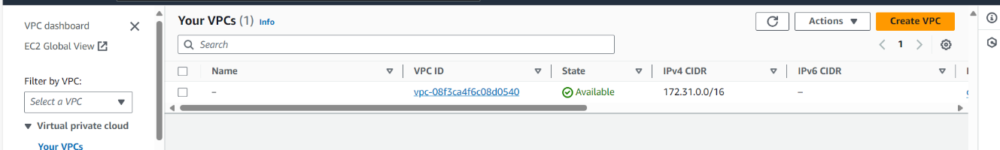 VPC dashboard
EC2 Global View
Filter by VPC:
Select a VPC
Virtual private cloud
Your VPCs
Your VPCs (1) Info
Actions
Create VPC
Search
1
Name VPC ID State IPv4 CIDR IPv6 CIDR
– vpc-08f3ca4f6c08d0540 Available 172.31.0.0/16 –